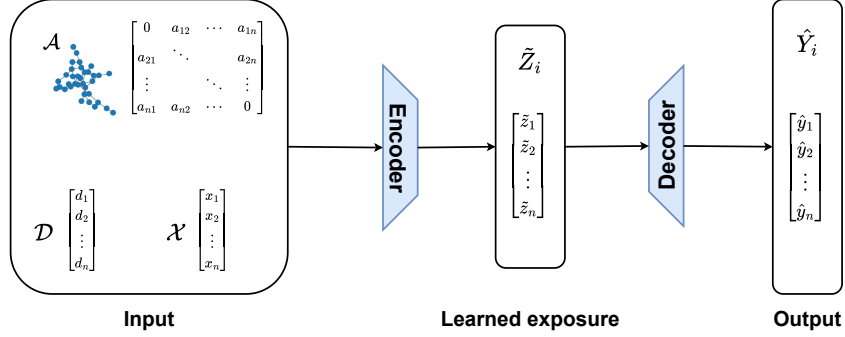 𝒜
0 a₁₂ ⋯ a₁ₙ
a₂₁ ⋱ a₂ₙ
⋮ ⋱ ⋮
aₙ₁ aₙ₂ ⋯ 0
𝒟
d₁
d₂
⋮
dₙ
𝒳
x₁
x₂
⋮
xₙ
Input
Encoder
Z̃ᵢ
z̃₁
z̃₂
⋮
z̃ₙ
Learned exposure
Decoder
Ŷᵢ
ŷ₁
ŷ₂
⋮
ŷₙ
Output